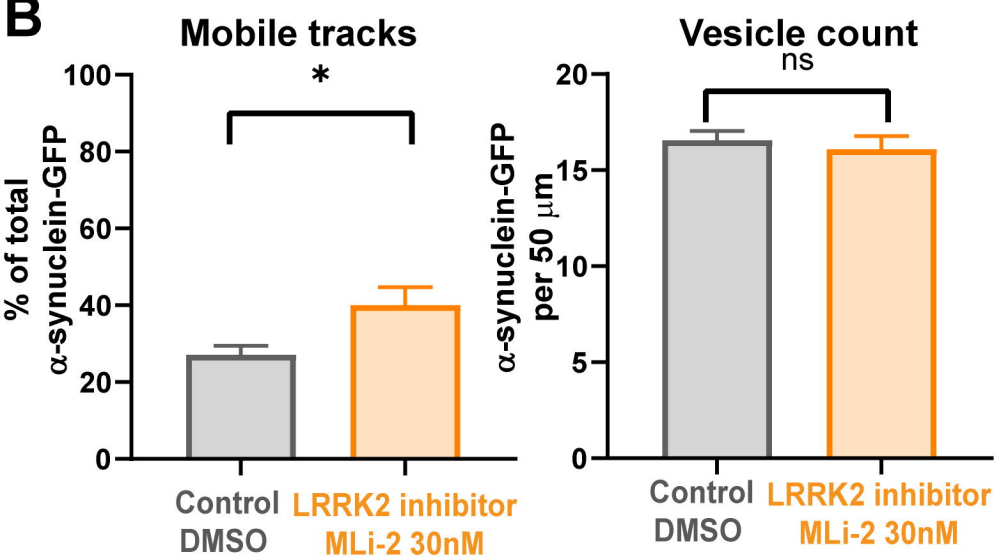 B
Mobile tracks
*
% of total
α-synuclein-GFP
100
80
60
40
20
0
Control
DMSO
LRRK2 inhibitor
MLi-2 30nM
Vesicle count
ns
α-synuclein-GFP
per 50 μm
20
15
10
5
0
Control
DMSO
LRRK2 inhibitor
MLi-2 30nM